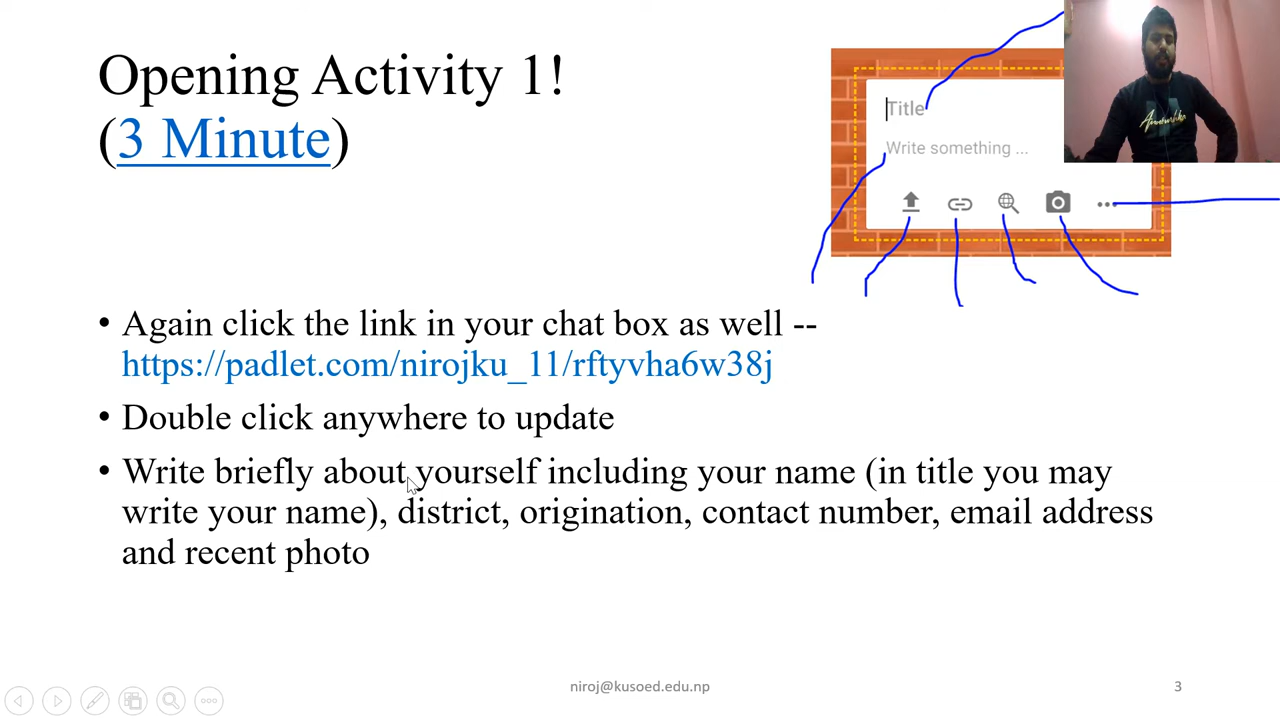 Opening Activity 1!
(3 Minute)
Title
Write something ...
• Again click the link in your chat box as well --
https://padlet.com/nirojku_11/rftyvha6w38j
• Double click anywhere to update
• Write briefly about yourself including your name (in title you may
write your name), district, origination, contact number, email address
and recent photo
niroj@kusoed.edu.np
3